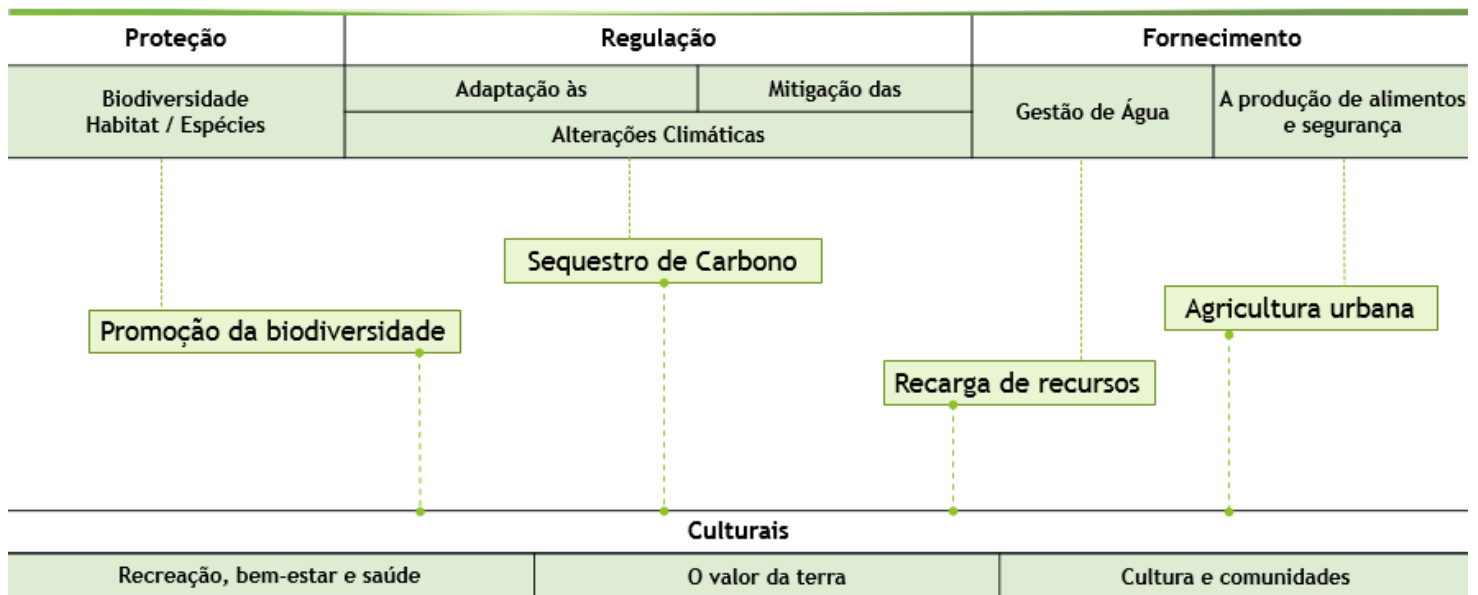 Proteção
Regulação
Fornecimento
Biodiversidade
Habitat / Espécies
Adaptação às
Mitigação das
Alterações Climáticas
Gestão de Água
A produção de alimentos
e segurança
Sequestro de Carbono
Promoção da biodiversidade
Agricultura urbana
Recarga de recursos
Culturais
Recreação, bem-estar e saúde
O valor da terra
Cultura e comunidades